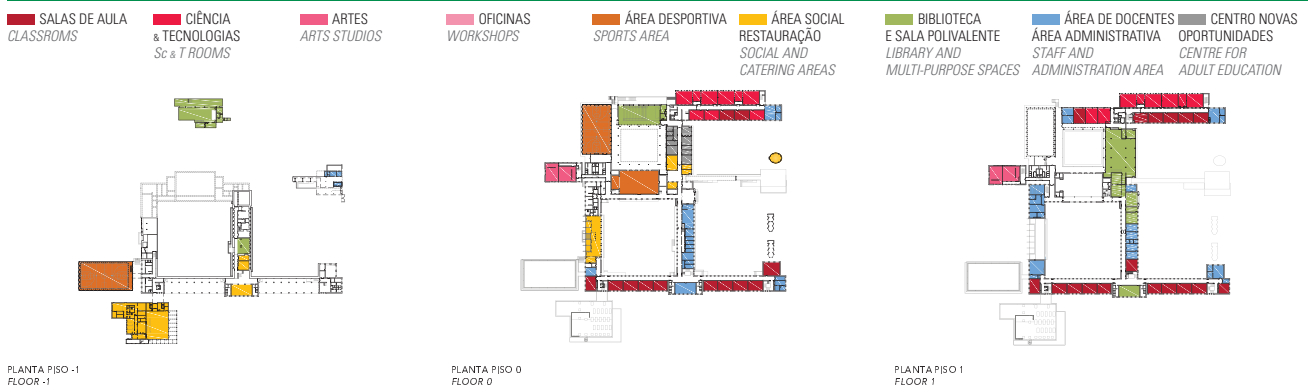 SALAS DE AULA
CLASSROMS
CIÊNCIA
& TECNOLOGIAS
Sc & T ROOMS
ARTES
ARTS STUDIOS
OFICINAS
WORKSHOPS
ÁREA DESPORTIVA
SPORTS AREA
ÁREA SOCIAL
RESTAURAÇÃO
SOCIAL AND
CATERING AREAS
BIBLIOTECA
E SALA POLIVALENTE
LIBRARY AND
MULTI-PURPOSE SPACES
ÁREA DE DOCENTES
ÁREA ADMINISTRATIVA
STAFF AND
ADMINISTRATION AREA
CENTRO NOVAS
OPORTUNIDADES
CENTRE FOR
ADULT EDUCATION
PLANTA PISO -1
FLOOR -1
PLANTA PISO 0
FLOOR 0
PLANTA PISO 1
FLOOR 1